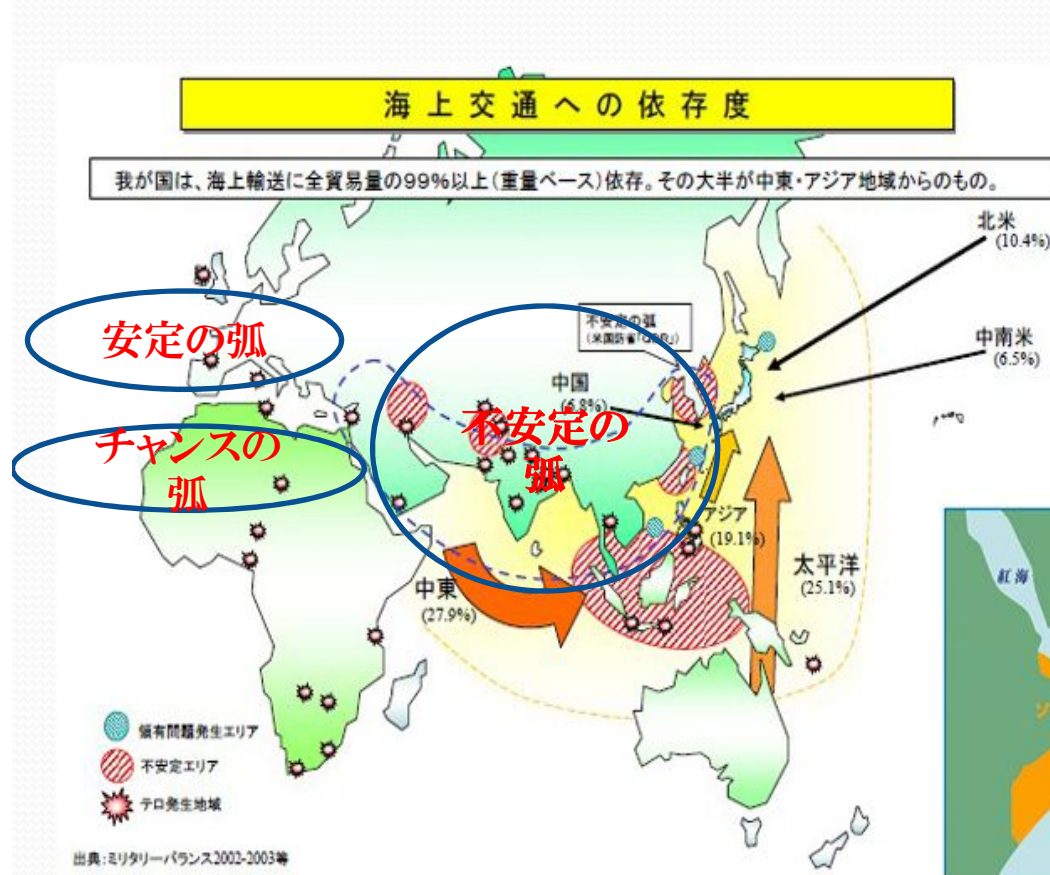 海上交通への依存度
我が国は、海上輸送に全貿易量の99%以上(重量ベース)依存。その大半が中東・アジア地域からのもの。
北米
(10.4%)
中南米
(6.5%)
不安定の弧
(米国防省「QDR」)
安定の弧
中国
(6.8%)
チャンスの
弧
不安定の
弧
アジア
(19.1%)
太平洋
(25.1%)
中東
(27.9%)
紅海
領有問題発生エリア
不安定エリア
テロ発生地域
出典:ミリタリーバランス2002-2003等